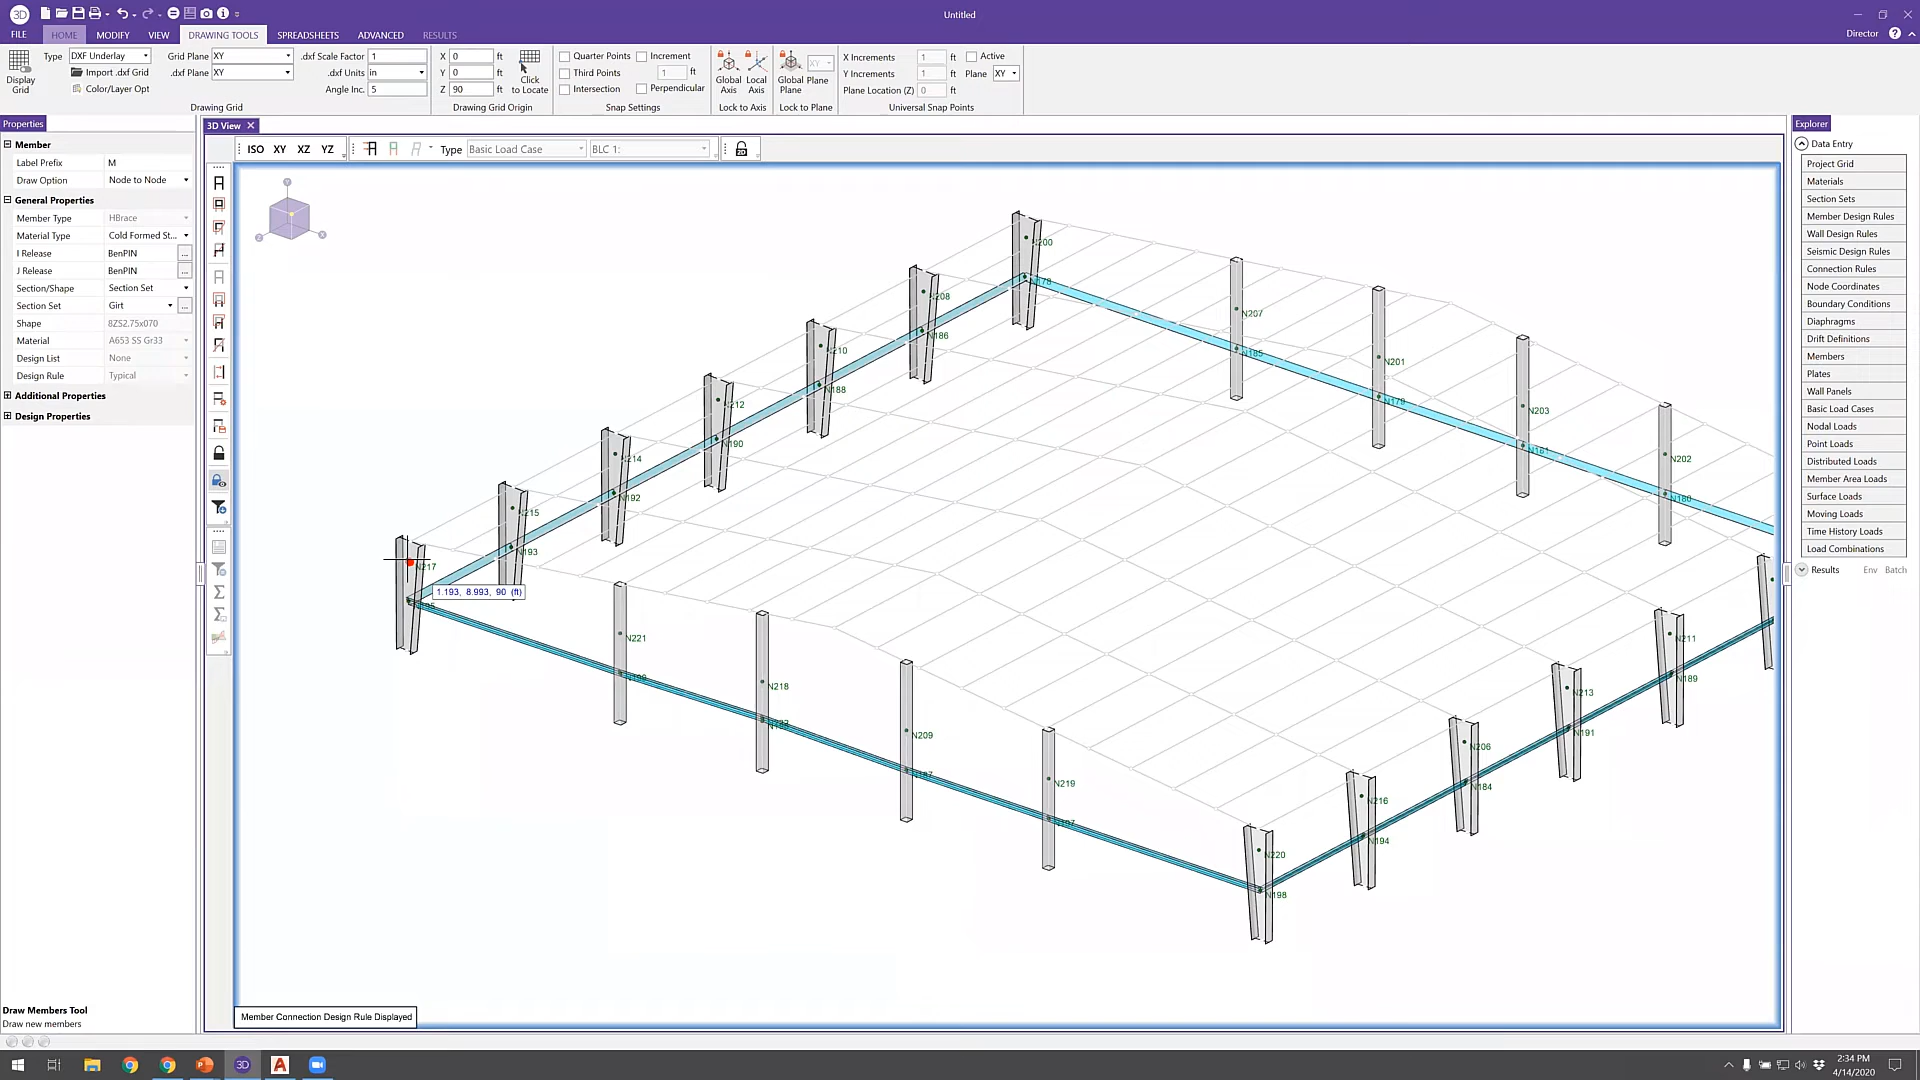 3D
Untitled
FILE HOME MODIFY VIEW DRAWING TOOLS SPREADSHEETS ADVANCED RESULTS
Director
Display Grid
Type DXF Underlay
Import .dxf Grid
Color/Layer Opt
Grid Plane XY
.dxf Plane XY
.dxf Scale Factor 1
.dxf Units in
Angle Inc. 5
Drawing Grid
X 0 ft
Y 0 ft
Z 90 ft
Click to Locate
Drawing Grid Origin
Quarter Points
Third Points
Intersection
Increment
1 ft
Perpendicular
Snap Settings
Global Axis
Local Axis
Lock to Axis
Global Plane
XY
Plane
Lock to Plane
X Increments 1 ft
Y Increments 1 ft
Plane Location (Z) 0 ft
Active
Plane XY
Universal Snap Points
Properties
Member
Label Prefix M
Draw Option Node to Node
General Properties
Member Type HBrace
Material Type Cold Formed St...
I Release BenPIN ...
J Release BenPIN ...
Section/Shape Section Set
Section Set Girt ...
Shape 8ZS2.75x070
Material A653 SS Gr33
Design List None
Design Rule Typical
Additional Properties
Design Properties
Draw Members Tool
Draw new members
3D View
ISO XY XZ YZ
Type Basic Load Case
BLC 1:
Y
Z
X
N200
N178
N208
N186
N207
N185
N210
N188
N201
N179
N212
N190
N203
N181
N214
N192
N202
N180
N215
N193
N217
1.193, 8.993, 90 (ft)
N221
N199
N211
N189
N218
N213
N191
N209
N187
N206
N184
N219
N197
N216
N194
N220
N198
Member Connection Design Rule Displayed
Explorer
Data Entry
Project Grid
Materials
Section Sets
Member Design Rules
Wall Design Rules
Seismic Design Rules
Connection Rules
Node Coordinates
Boundary Conditions
Diaphragms
Drift Definitions
Members
Plates
Wall Panels
Basic Load Cases
Nodal Loads
Point Loads
Distributed Loads
Member Area Loads
Surface Loads
Moving Loads
Time History Loads
Load Combinations
Results Env Batch
3D
2:34 PM
4/14/2020